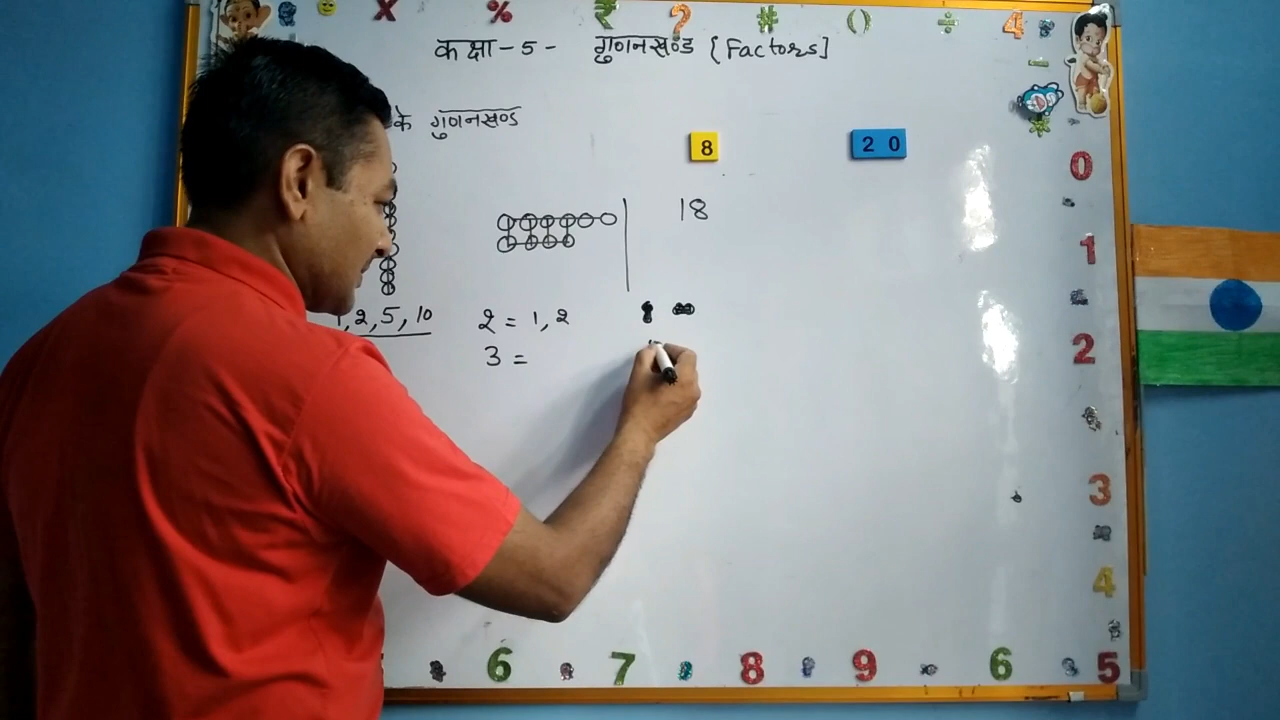 X % ₹ ? # () ÷ 4
कक्षा - 5 - गुणनखण्ड [Factors]
के गुणनखण्ड
8 20
18
1,2,5,10
2 = 1,2
3 =
0
1
2
3
4
6 7 8 9 6 5